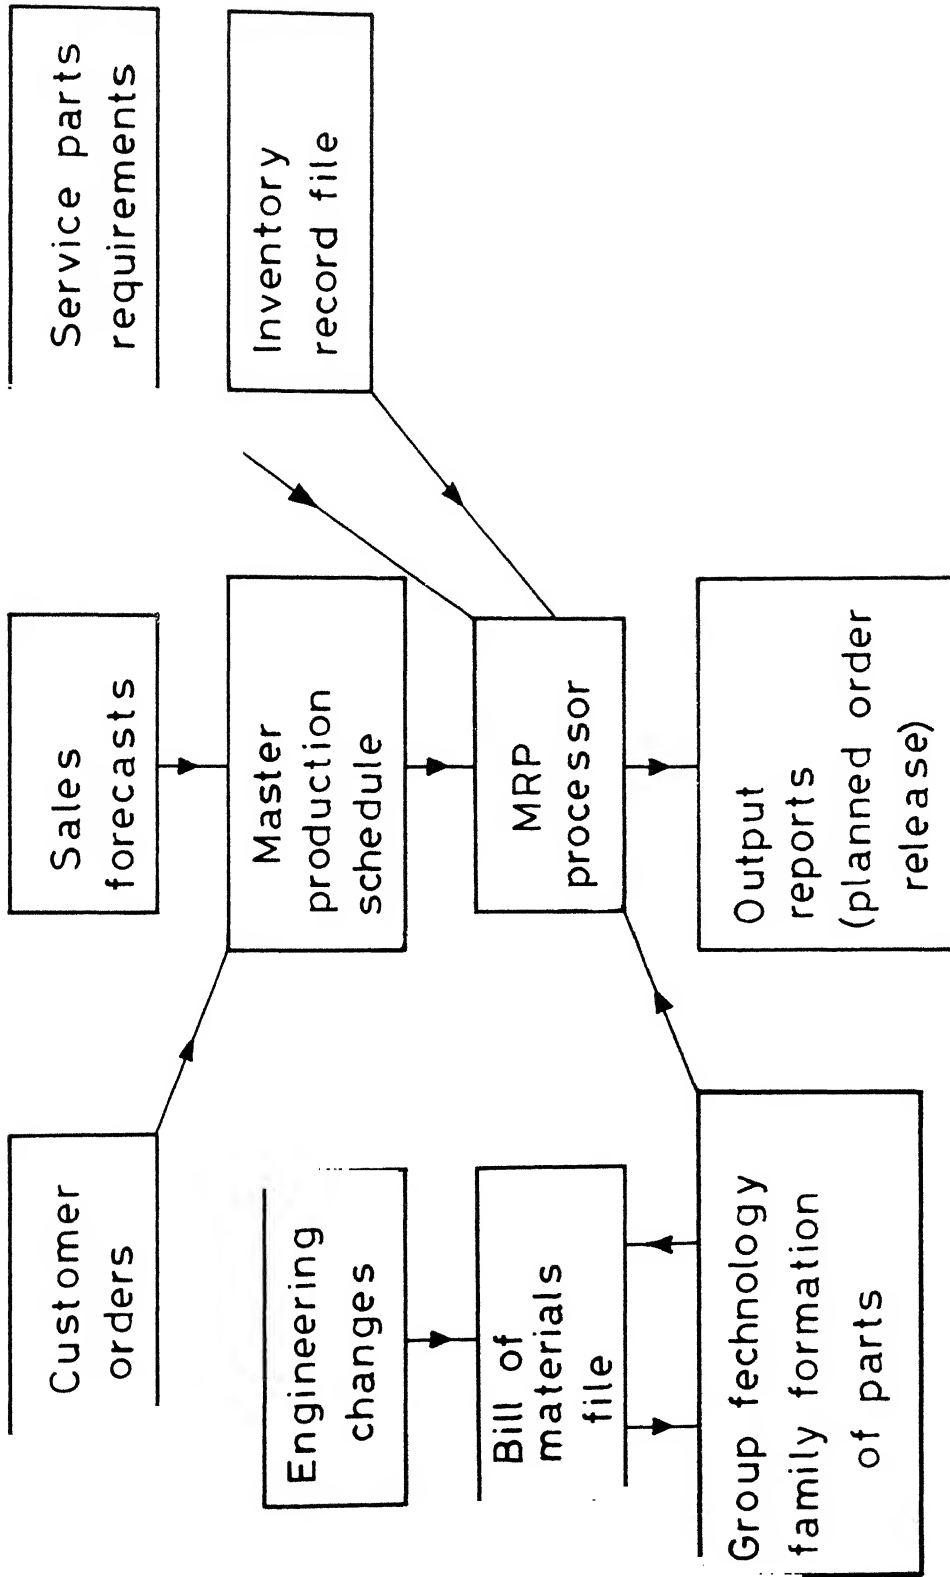 Customer
orders
Sales
forecasts
Service parts
requirements
Engineering
changes
Master
production
schedule
Inventory
record file
Bill of
materials
file
MRP
processor
Group fechnology
family formation
of parts
Output
reports
(planned order
release)